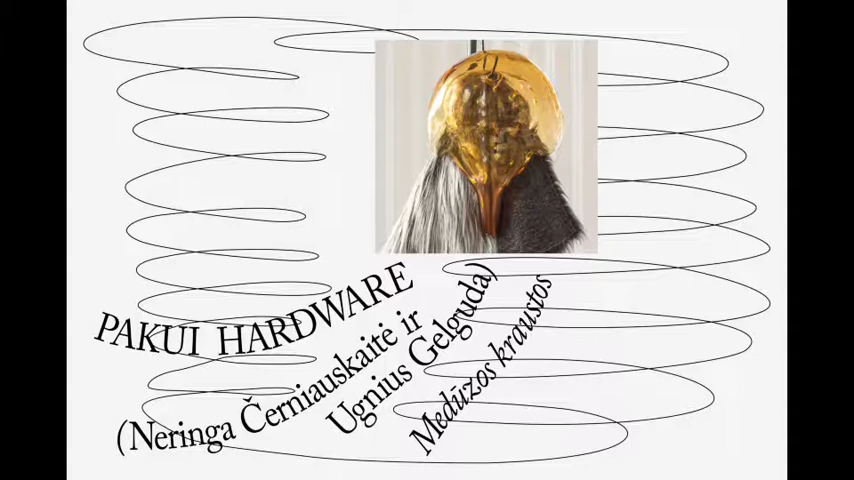 PAKUI HARDWARE
(Neringa Černiauskaitė ir
Ugnius Gelguda)
Medūzos kraustos